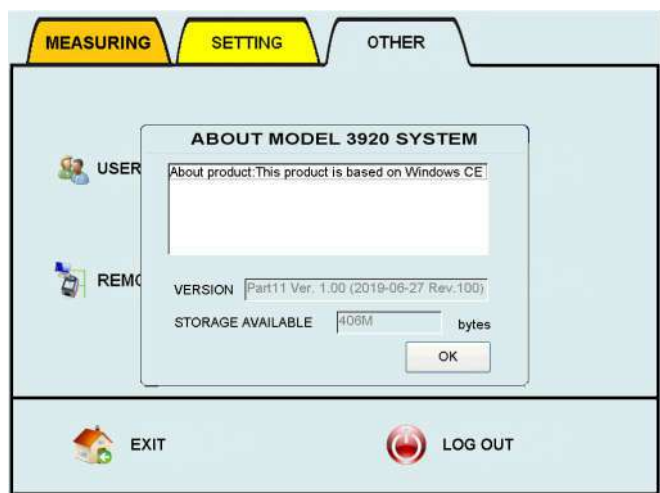 MEASURING SETTING OTHER
ABOUT MODEL 3920 SYSTEM
USER
About product:This product is based on Windows CE
REMO
VERSION Part11 Ver. 1.00 (2019-06-27 Rev.100)
STORAGE AVAILABLE 406M bytes
OK
EXIT LOG OUT